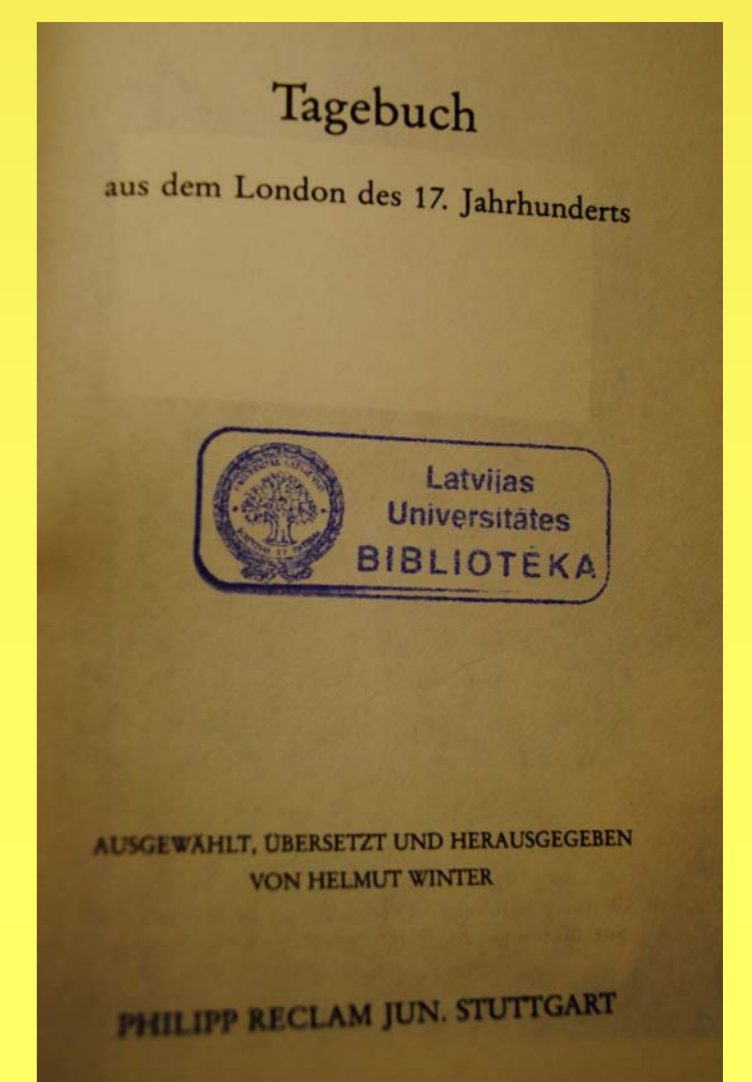 Tagebuch
aus dem London des 17. Jahrhunderts
Latvijas
Universitātes
BIBLIOTĒKA
AUSGEWÄHLT, ÜBERSETZT UND HERAUSGEGEBEN
VON HELMUT WINTER
PHILIPP RECLAM JUN. STUTTGART